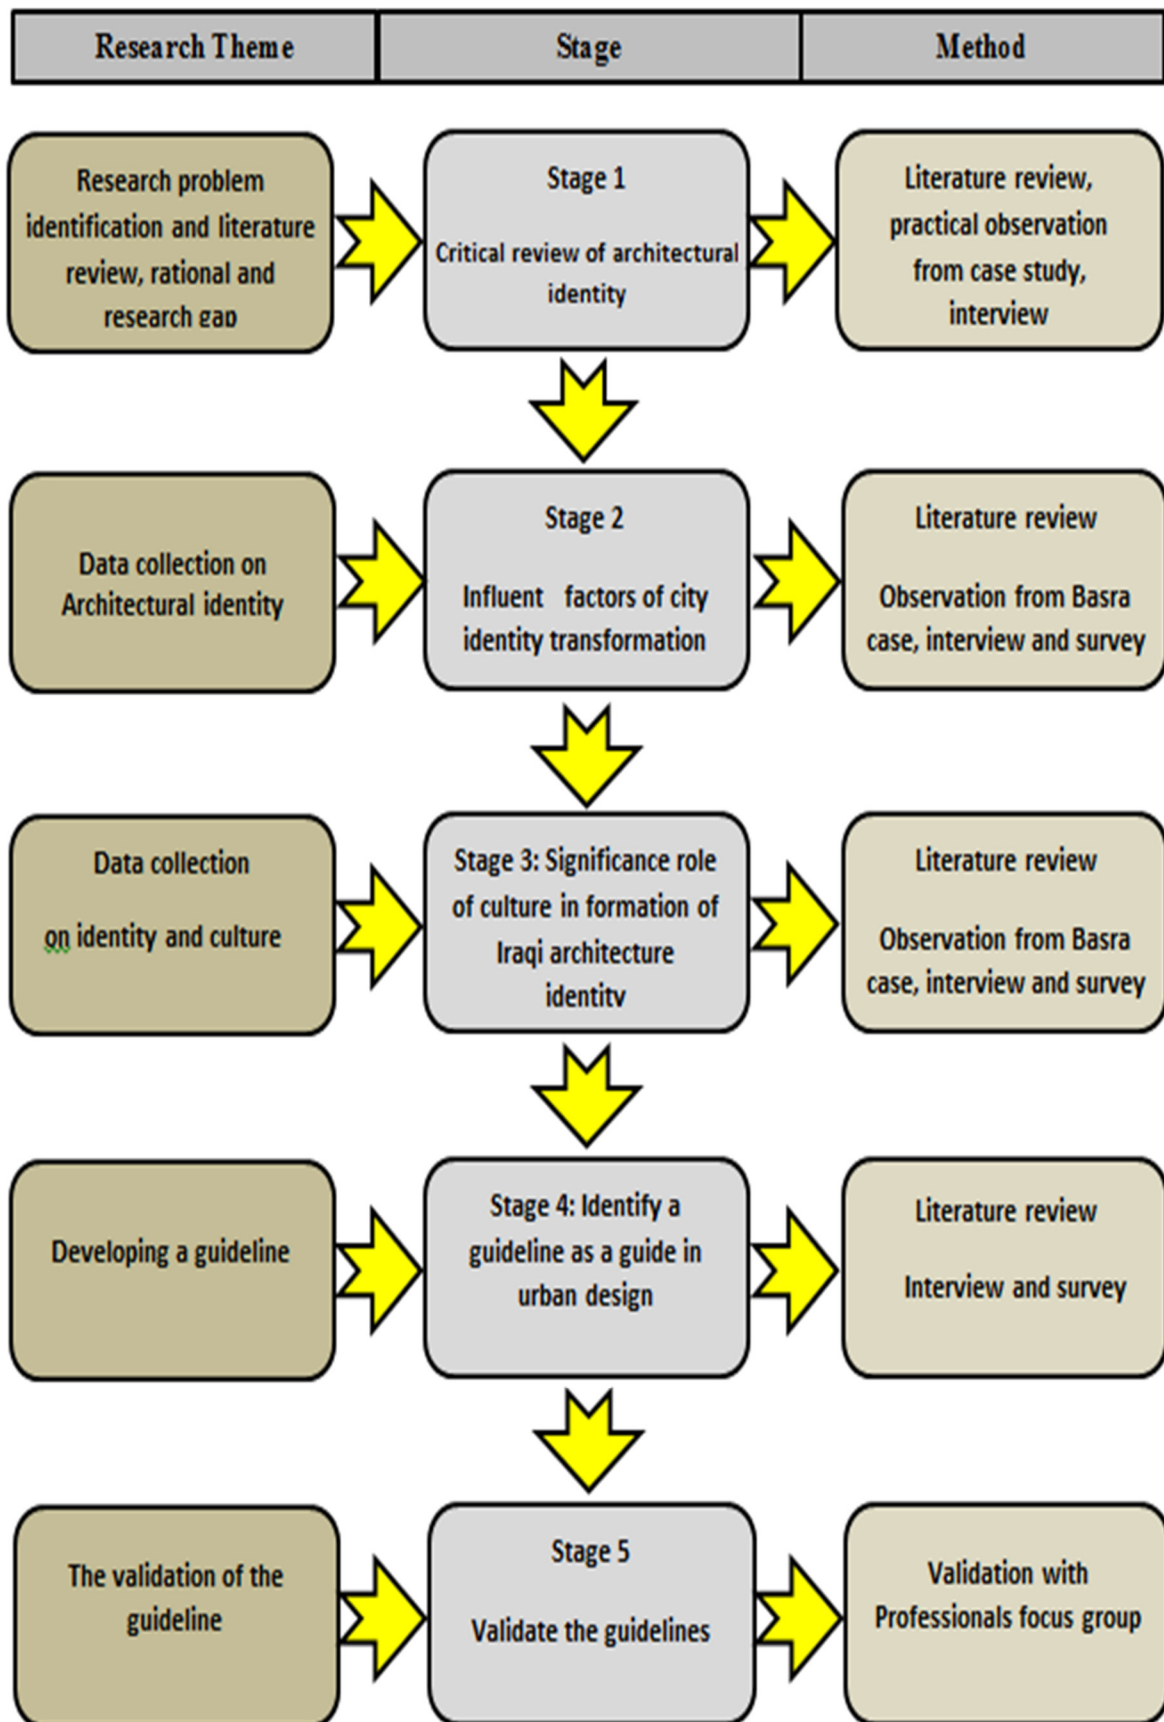 Research Theme
Stage
Method
Research problem
identification and literature
review, rational and
research gap
Stage 1
Critical review of architectural
identity
Literature review,
practical observation
from case study,
interview
Data collection on
Architectural identity
Stage 2
Influent factors of city
identity transformation
Literature review
Observation from Basra
case, interview and survey
Data collection
on identity and culture
Stage 3: Significance role
of culture in formation of
Iraqi architecture
identity
Literature review
Observation from Basra
case, interview and survey
Developing a guideline
Stage 4: Identify a
guideline as a guide in
urban design
Literature review
Interview and survey
The validation of the
guideline
Stage 5
Validate the guidelines
Validation with
Professionals focus group